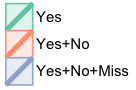 Yes
Yes+No
Yes+No+Miss